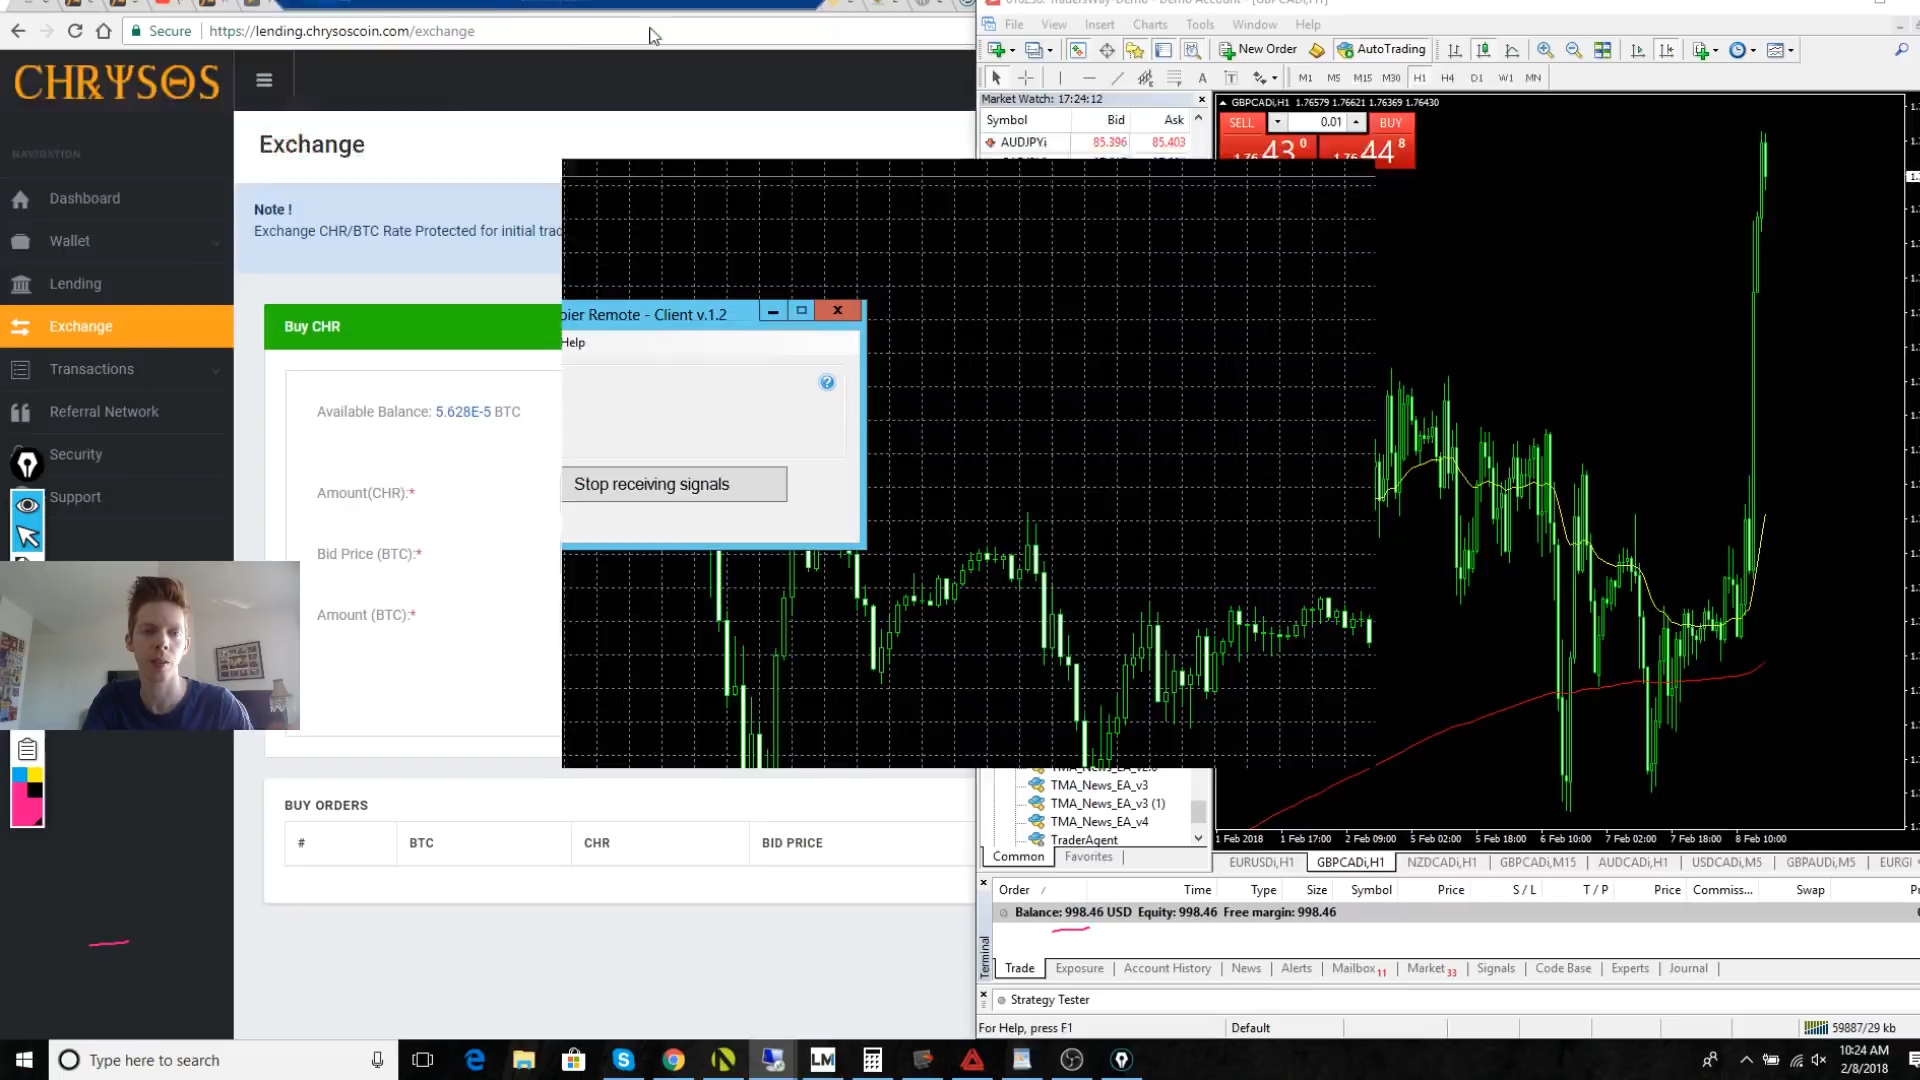 Secure https://lending.chrysoscoin.com/exchange
CHRYSOS
NAVIGATION
Dashboard
Wallet
Lending
Exchange
Transactions
Referral Network
Security
Support
Exchange
Note !
Exchange CHR/BTC Rate Protected for initial trad
Buy CHR
Available Balance: 5.628E-5 BTC
Amount(CHR):*
Bid Price (BTC):*
Amount (BTC):*
BUY ORDERS
# BTC CHR BID PRICE
pier Remote - Client v.1.2
Help
Stop receiving signals
File View Insert Charts Tools Window Help
New Order AutoTrading
M1 M5 M15 M30 H1 H4 D1 W1 MN
Market Watch: 17:24:12
Symbol Bid Ask
AUDJPYi 85.396 85.403
GBPCADi,H1 1.76579 1.76621 1.76369 1.76430
SELL 0.01 BUY
1.76 43 0 1.76 44 8
TMA_News_EA_v3
TMA_News_EA_v3 (1)
TMA_News_EA_v4
TraderAgent
Common Favorites
1 Feb 2018 1 Feb 17:00 2 Feb 09:00 5 Feb 02:00 5 Feb 18:00 6 Feb 10:00 7 Feb 02:00 7 Feb 18:00 8 Feb 10:00
EURUSDi,H1 GBPCADi,H1 NZDCADi,H1 GBPCADi,M15 AUDCADi,H1 USDCADi,M5 GBPAUDi,M5 EURGI
Order Time Type Size Symbol Price S / L T / P Price Commiss... Swap
Balance: 998.46 USD Equity: 998.46 Free margin: 998.46
Terminal
Trade Exposure Account History News Alerts Mailbox 11 Market 33 Signals Code Base Experts Journal
Strategy Tester
For Help, press F1 Default 59887/29 kb
Type here to search
LM
10:24 AM
2/8/2018